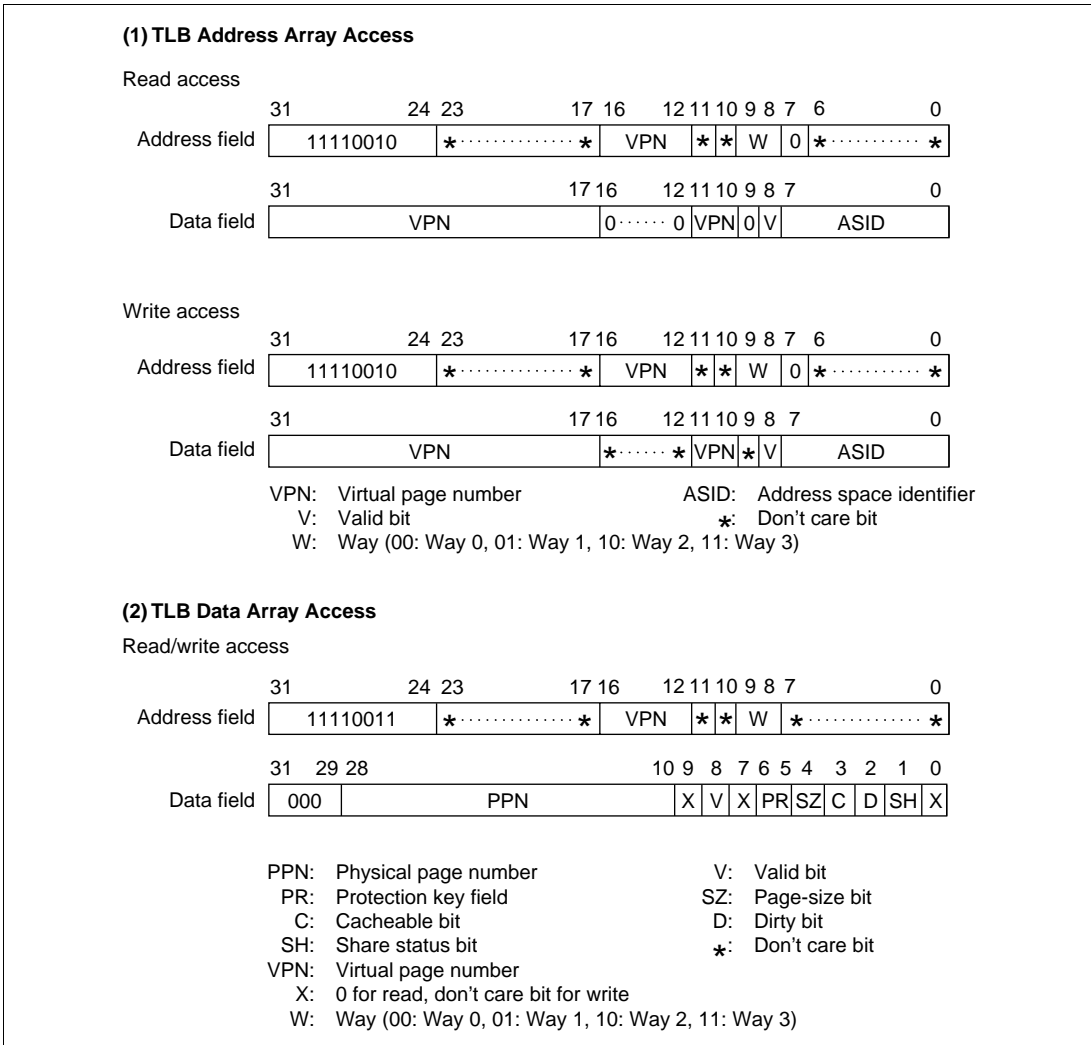 (1) TLB Address Array Access
Read access
31 24 23 17 16 12 11 10 9 8 7 6 0
Address field 11110010 *·············· * VPN * * W 0 *··········· *
31 17 16 12 11 10 9 8 7 0
Data field VPN 0······ 0 VPN 0 V ASID
Write access
31 24 23 17 16 12 11 10 9 8 7 6 0
Address field 11110010 *·············· * VPN * * W 0 *··········· *
31 17 16 12 11 10 9 8 7 0
Data field VPN *······ * VPN * V ASID
VPN: Virtual page number ASID: Address space identifier
V: Valid bit *: Don't care bit
W: Way (00: Way 0, 01: Way 1, 10: Way 2, 11: Way 3)
(2) TLB Data Array Access
Read/write access
31 24 23 17 16 12 11 10 9 8 7 0
Address field 11110011 *·············· * VPN * * W *·············· *
31 29 28 10 9 8 7 6 5 4 3 2 1 0
Data field 000 PPN X V X PR SZ C D SH X
PPN: Physical page number V: Valid bit
PR: Protection key field SZ: Page-size bit
C: Cacheable bit D: Dirty bit
SH: Share status bit *: Don't care bit
VPN: Virtual page number
X: 0 for read, don't care bit for write
W: Way (00: Way 0, 01: Way 1, 10: Way 2, 11: Way 3)